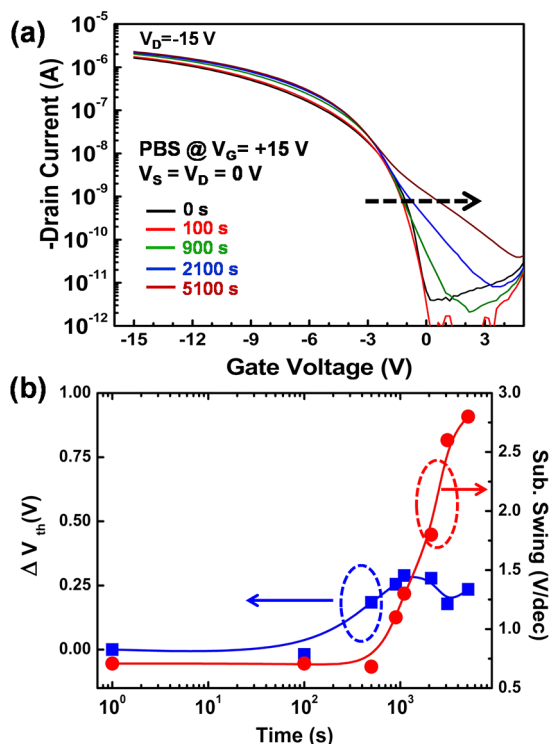 (a)
V_D=-15 V
PBS @ V_G= +15 V
V_S = V_D = 0 V
0 s
100 s
900 s
2100 s
5100 s
-Drain Current (A)
10^-5
10^-6
10^-7
10^-8
10^-9
10^-10
10^-11
10^-12
-15 -12 -9 -6 -3 0 3
Gate Voltage (V)
(b)
Δ V_th(V)
1.00
0.75
0.50
0.25
0.00
3.0
2.5
2.0
1.5
1.0
0.5
Sub. Swing (V/dec)
10^0 10^1 10^2 10^3
Time (s)